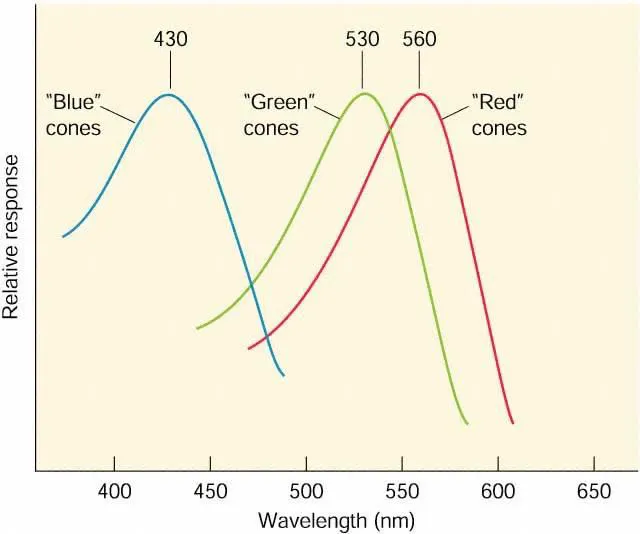 430
530
560
“Blue”
cones
“Green”
cones
“Red”
cones
Relative response
400
450
500
550
600
650
Wavelength (nm)